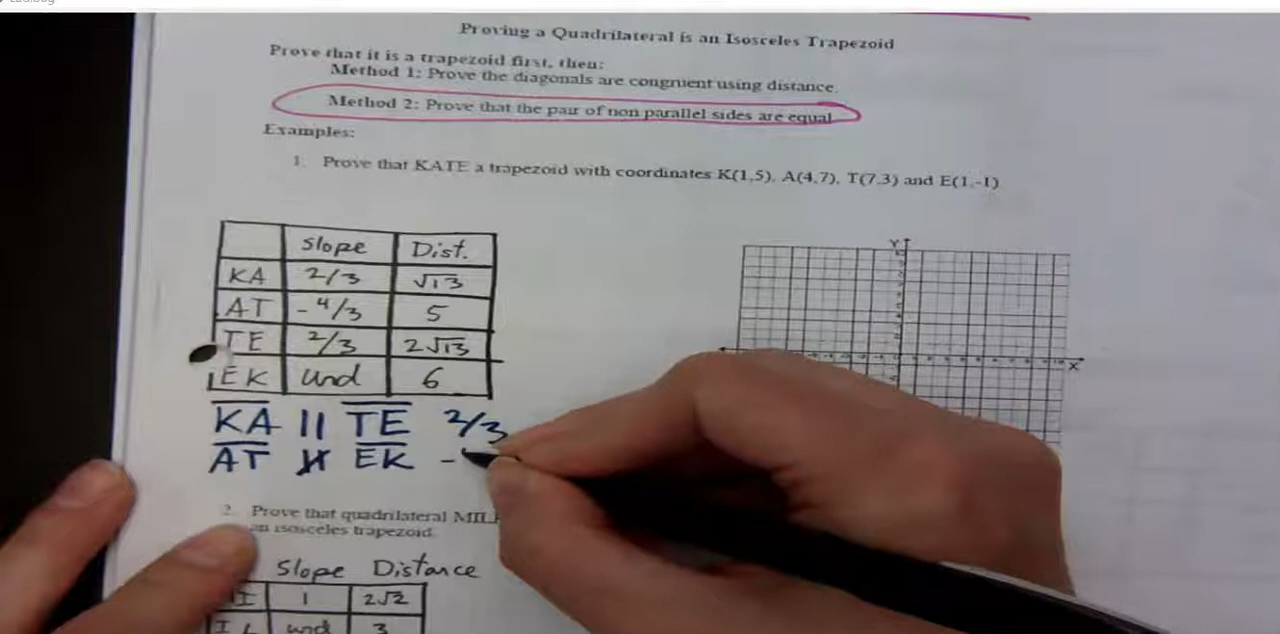 Proving a Quadrilateral is an Isosceles Trapezoid
Prove that it is a trapezoid first, then:
Method 1: Prove the diagonals are congruent using distance.
Method 2: Prove that the pair of non parallel sides are equal
Examples:
1. Prove that KATE a trapezoid with coordinates K(1,5), A(4,7), T(7,3) and E(1,-1)
Slope Dist.
KA 2/3 √13
AT -4/3 5
TE 2/3 2√13
EK und 6
KA || TE 2/3
AT ∦ EK -
2. Prove that quadrilateral
an isosceles trapezoid.
Slope Distance
1 2√2
IL und 3
Y
X